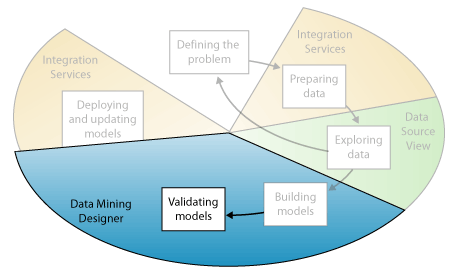 Defining the
problem
Integration
Services
Integration
Services
Preparing
data
Deploying
and updating
models
Data
Source
View
Exploring
data
Data Mining
Designer
Validating
models
Building
models